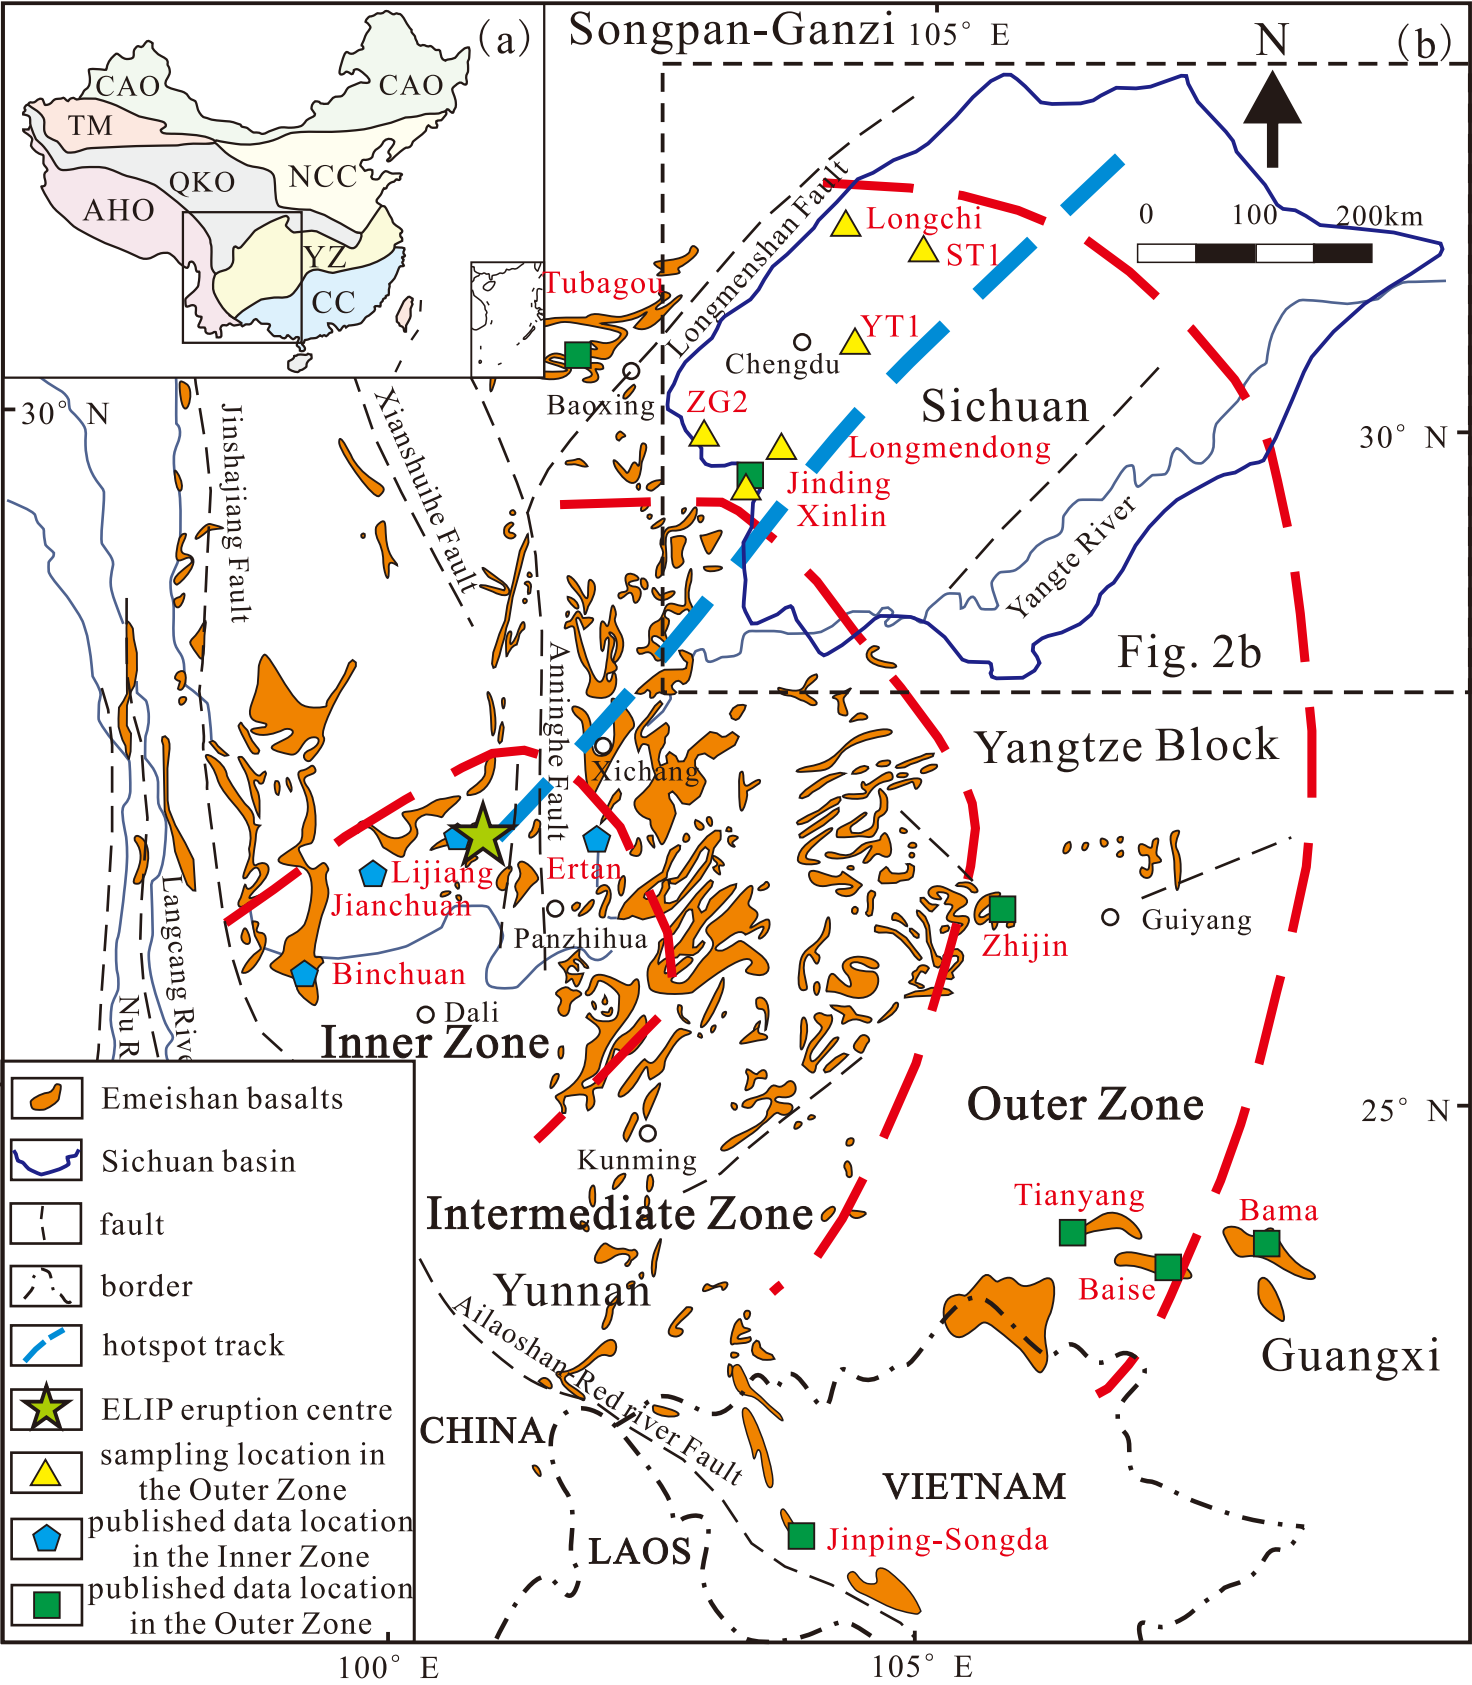 (a)
CAO
CAO
TM
QKO
NCC
AHO
YZ
CC
Songpan-Ganzi
105° E
(b)
N
0
100
200km
Longmenshan Fault
Longchi
ST1
Tubagou
YT1
Chengdu
Baoxing
ZG2
Sichuan
30° N
30° N
Longmendong
Jinding
Xinlin
Jinshajiang Fault
Xianshuihe Fault
Yangte River
Fig. 2b
Anninghe Fault
Yangtze Block
Xichang
Lijiang
Ertan
Jianchuan
Panzhihua
Guiyang
Zhijin
Binchuan
Langcang Rive
Nu R
Dali
Inner Zone
Outer Zone
25° N
Kunming
Intermediate Zone
Tianyang
Bama
Baise
Yunnan
Guangxi
Ailaoshan Red river Fault
CHINA
VIETNAM
LAOS
Jinping-Songda
Emeishan basalts
Sichuan basin
fault
border
hotspot track
ELIP eruption centre
sampling location in
the Outer Zone
published data location
in the Inner Zone
published data location
in the Outer Zone
100° E
105° E